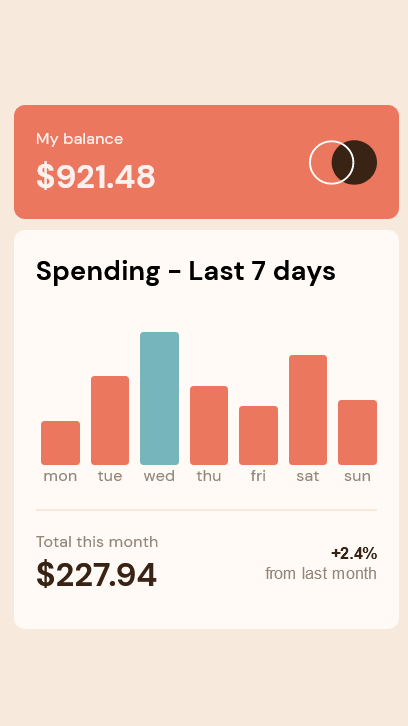 My balance
$921.48
Spending - Last 7 days
mon tue wed thu fri sat sun
Total this month
$227.94
+2.4%
from last month